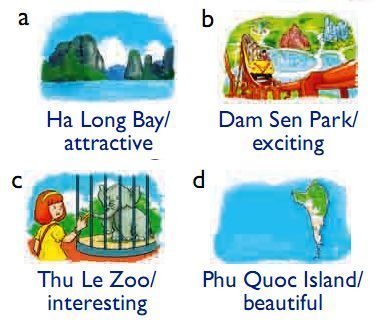 a
b
Ha Long Bay/
attractive
Dam Sen Park/
exciting
c
d
Thu Le Zoo/
interesting
Phu Quoc Island/
beautiful